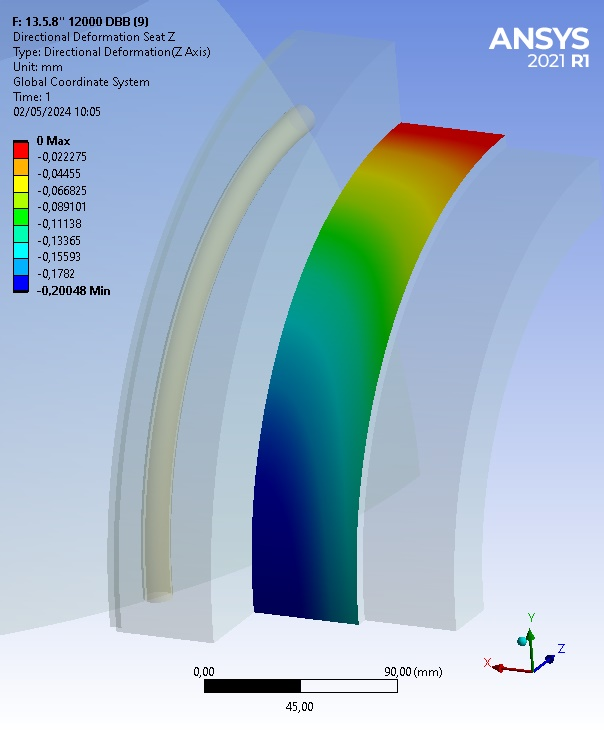 F: 13.5.8" 12000 DBB (9)
Directional Deformation Seat Z
Type: Directional Deformation(Z Axis)
Unit: mm
Global Coordinate System
Time: 1
02/05/2024 10:05
ANSYS
2021 R1
0 Max
-0,022275
-0,04455
-0,066825
-0,089101
-0,11138
-0,13365
-0,15593
-0,1782
-0,20048 Min
Y
Z
X
0,00
90,00 (mm)
45,00